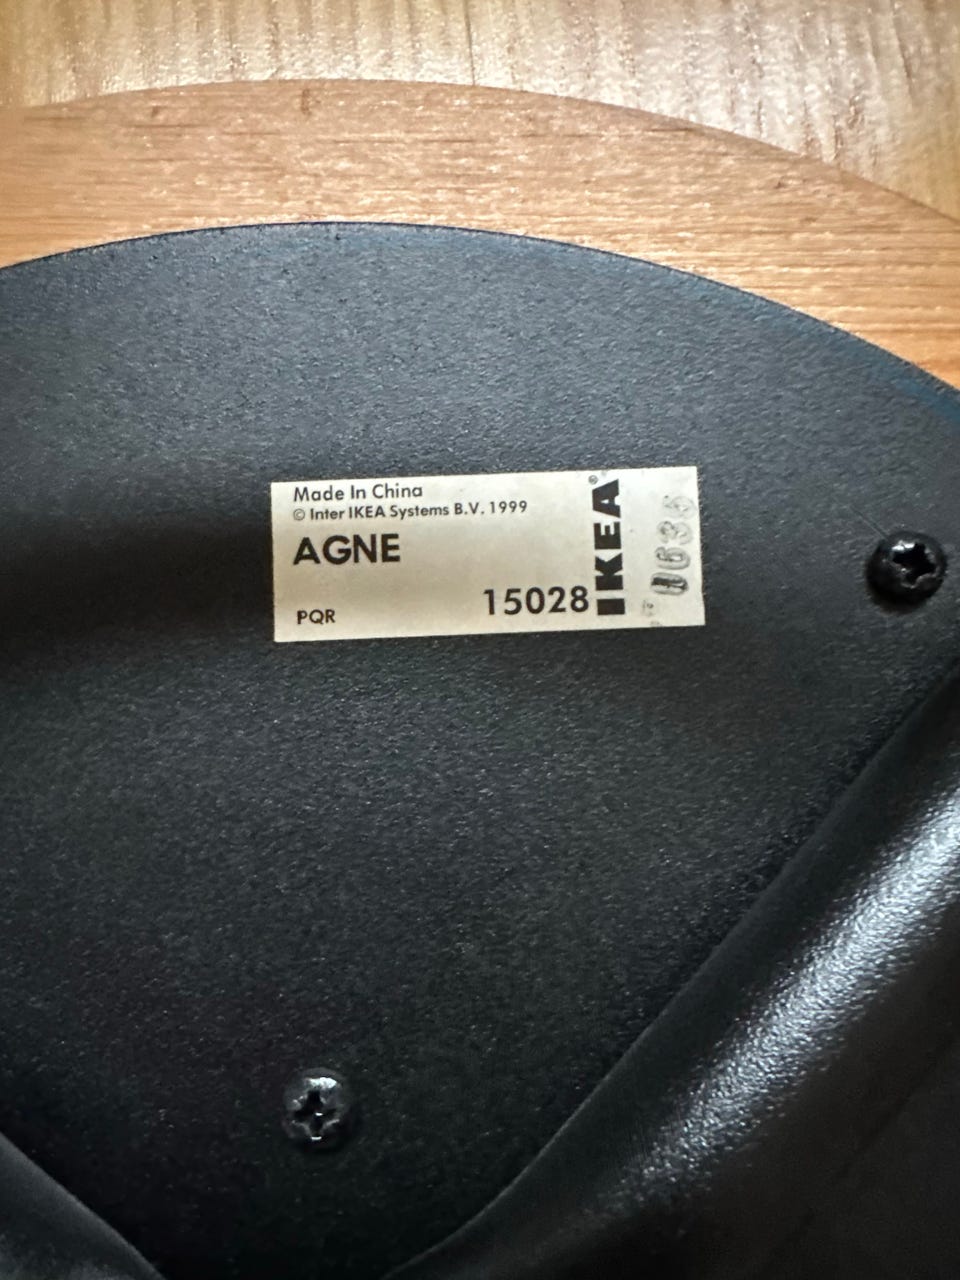 Made In China
© Inter IKEA Systems B.V. 1999
AGNE
PQR
15028
IKEA®